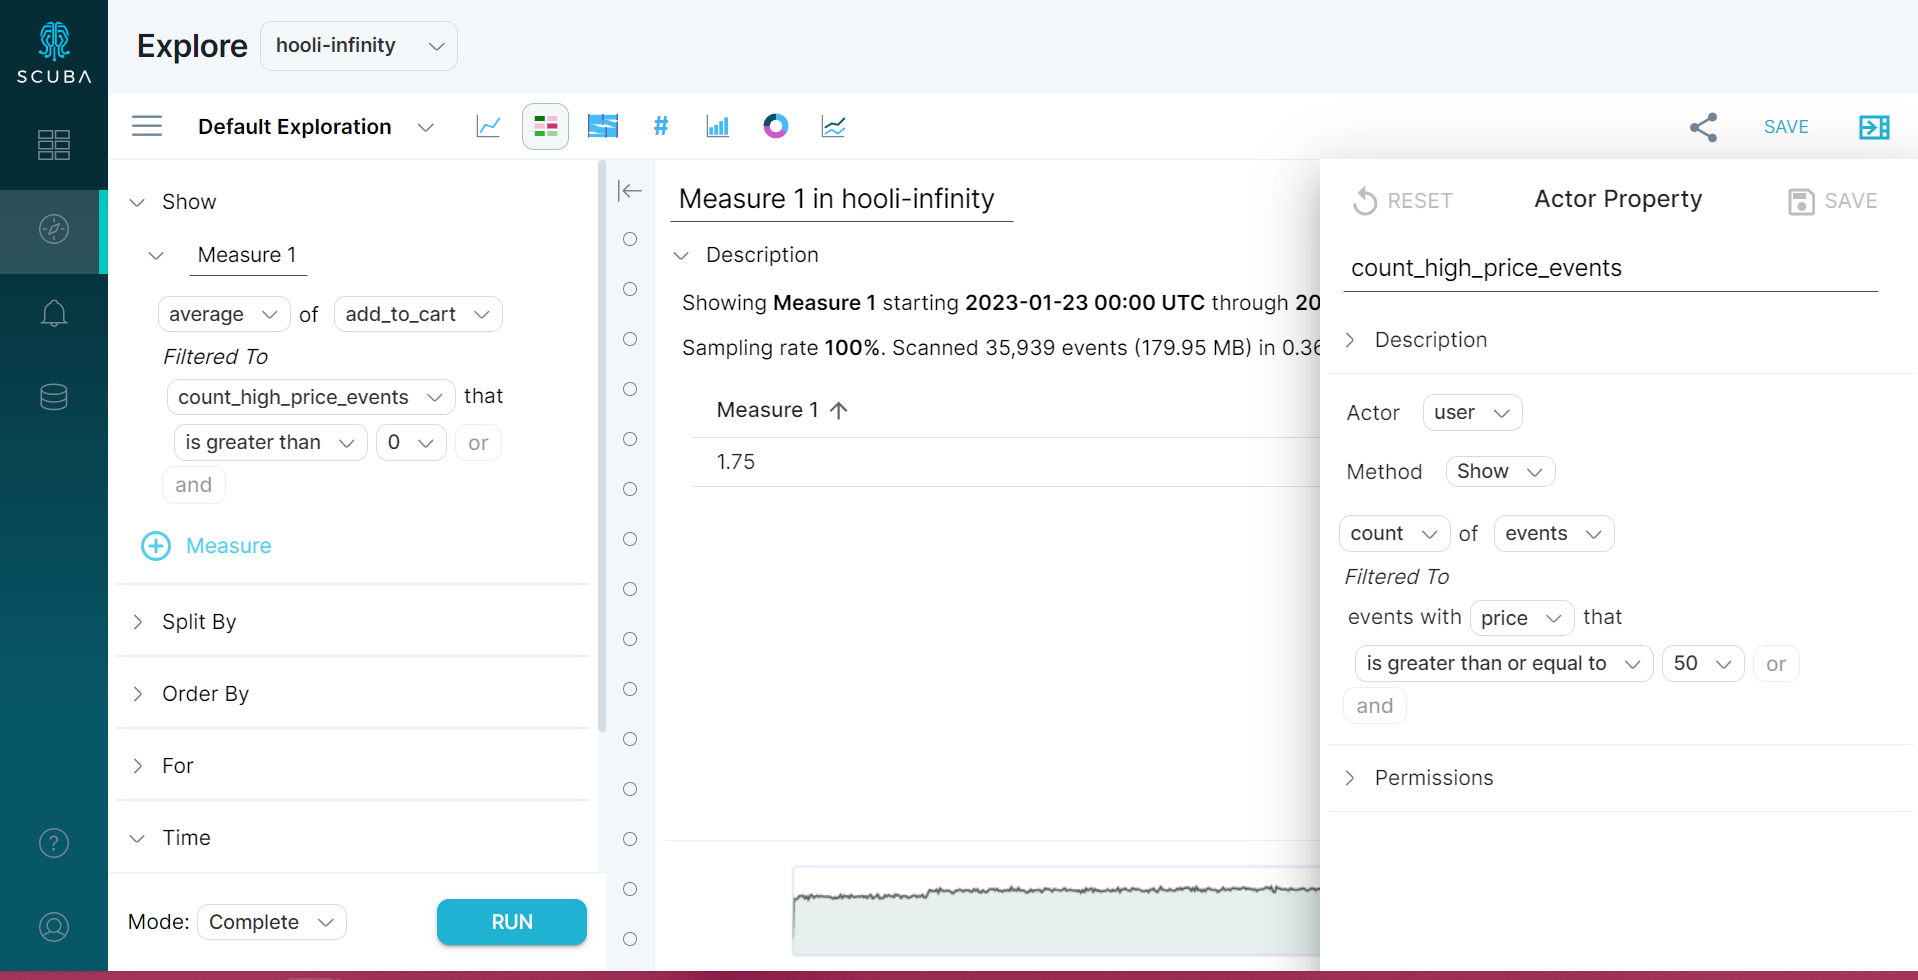 SCUBA
Explore
hooli-infinity
Default Exploration
#
SAVE
Show
Measure 1
average
of
add_to_cart
Filtered To
count_high_price_events
that
is greater than
0
or
and
Measure
Split By
Order By
For
Time
Mode:
Complete
RUN
?
Measure 1 in hooli-infinity
Description
Showing Measure 1 starting 2023-01-23 00:00 UTC through 20
Sampling rate 100%. Scanned 35,939 events (179.95 MB) in 0.36
Measure 1
1.75
RESET
Actor Property
SAVE
count_high_price_events
Description
Actor
user
Method
Show
count
of
events
Filtered To
events with
price
that
is greater than or equal to
50
or
and
Permissions